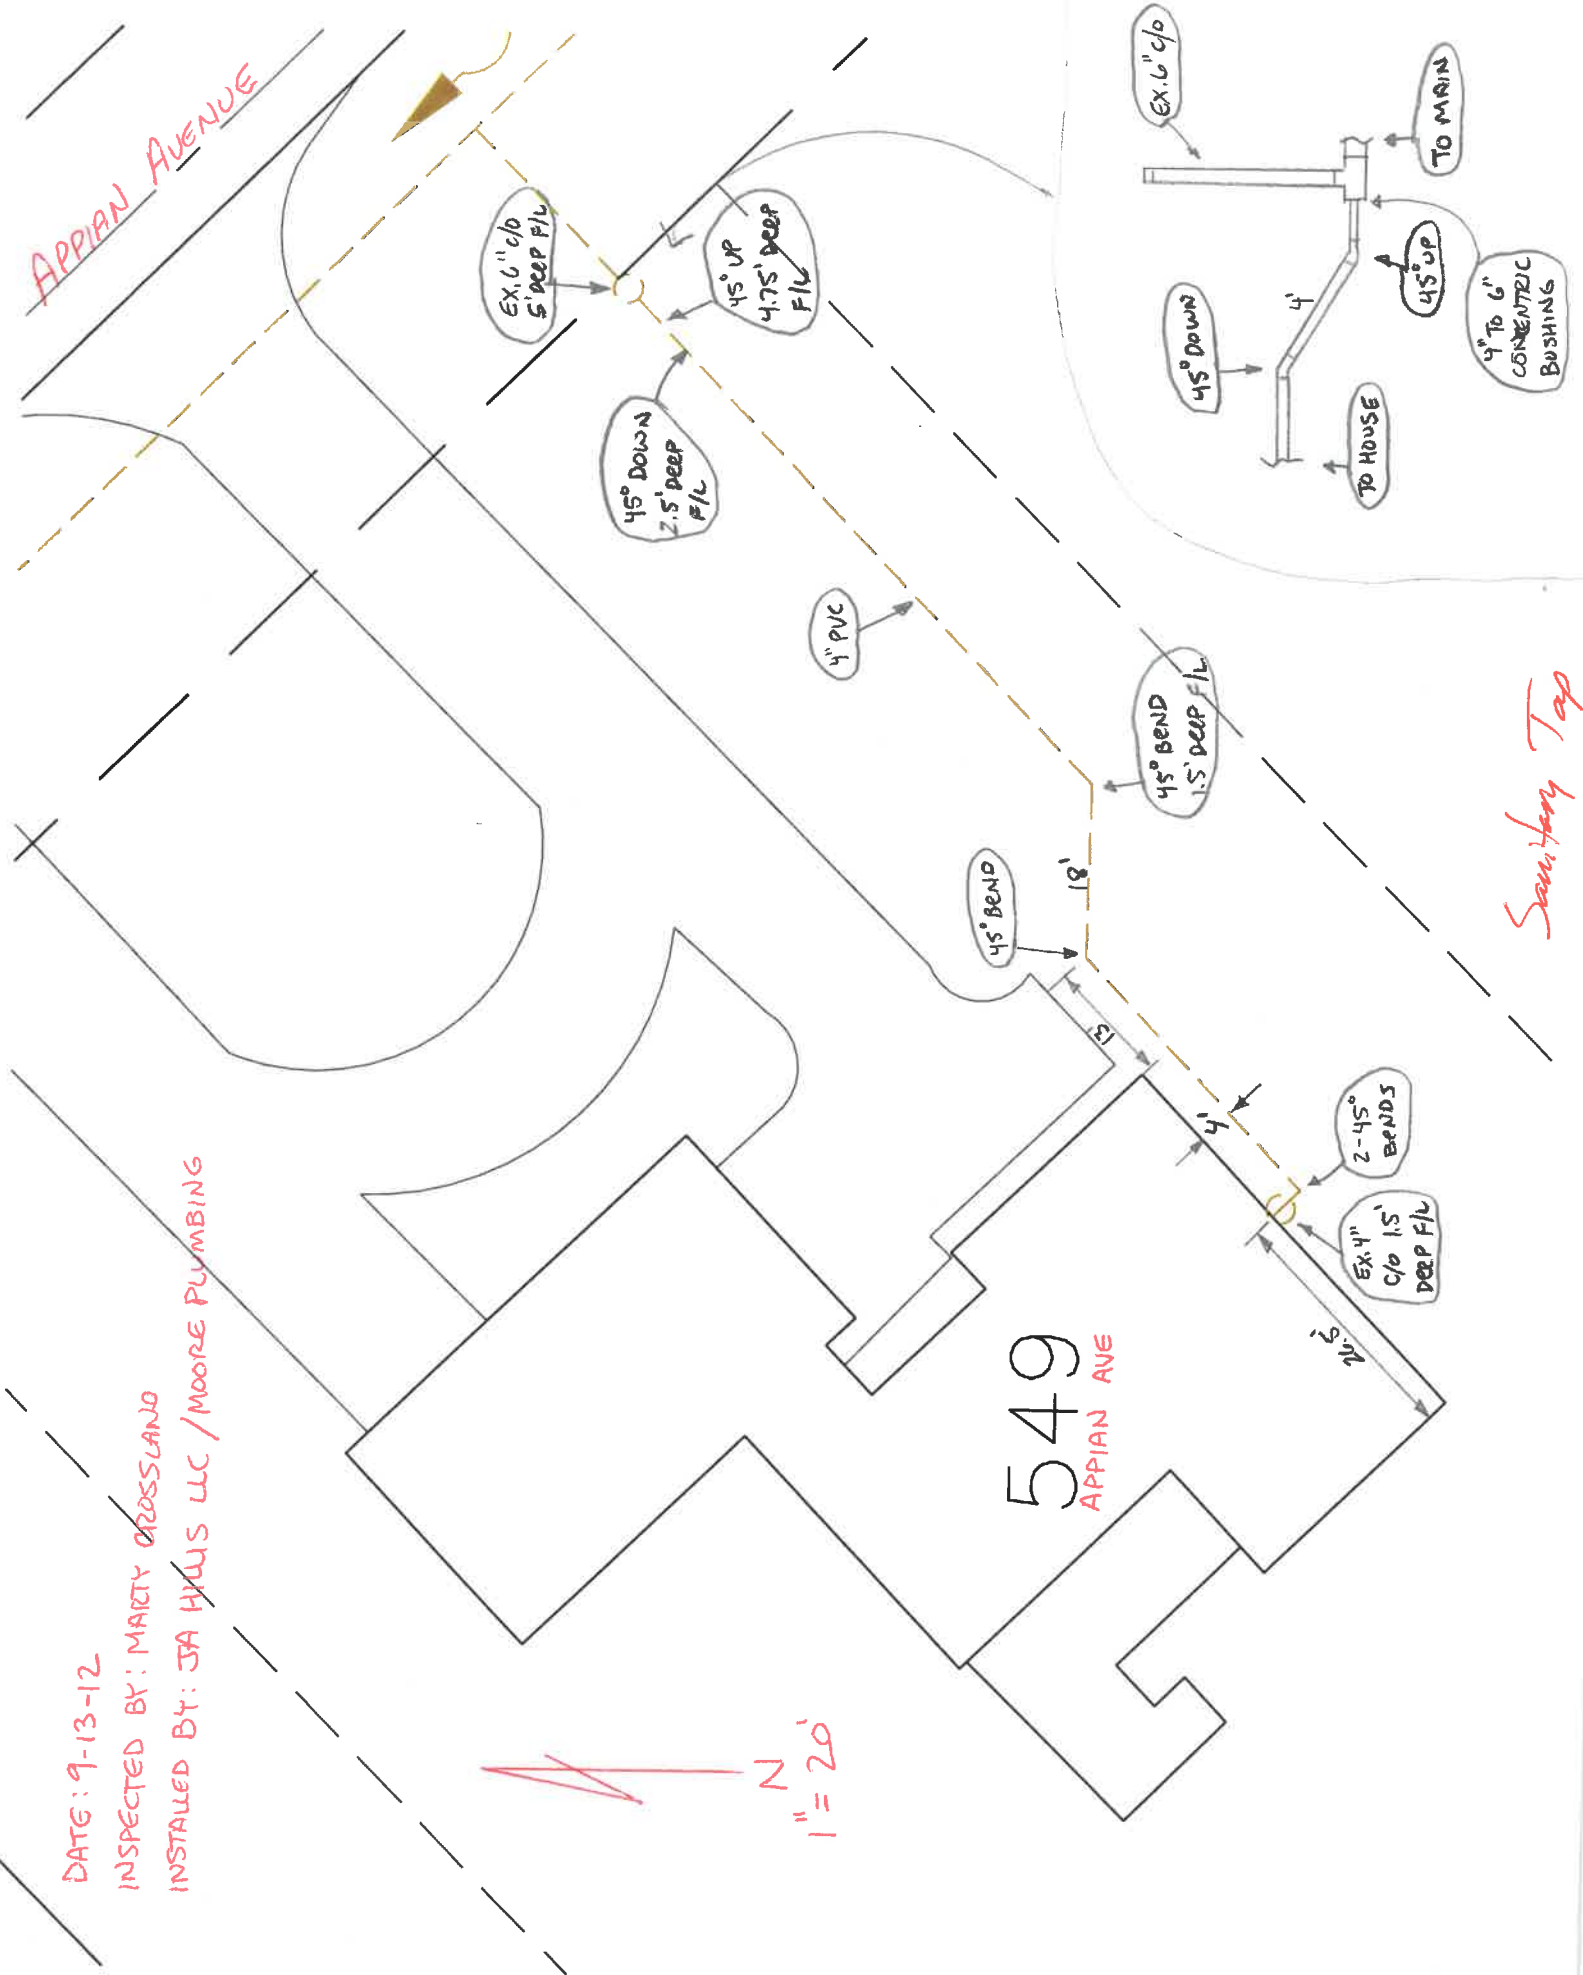 DATE: 9-13-12
INSPECTED BY: MARTY CROSSLAND
INSTALLED BY: JA HILLIS LLC / MOORE PLUMBING
APPIAN AVENUE
N
1" = 20'
549
APPIAN AVE
EX. 6" C/O
5' DEEP F/L
45° UP
4.75' DEEP
F/L
45° DOWN
2.5' DEEP
F/L
4" PVC
45° BEND
1.5' DEEP F/L
18'
45° BEND
13'
4'
2-45°
BENDS
EX. 4"
C/O 1.5'
DEEP F/L
EX. 6" C/O
TO MAIN
45° UP
4" TO 6"
CONCENTRIC
BUSHING
4'
45° DOWN
TO HOUSE
Sanitary Tap